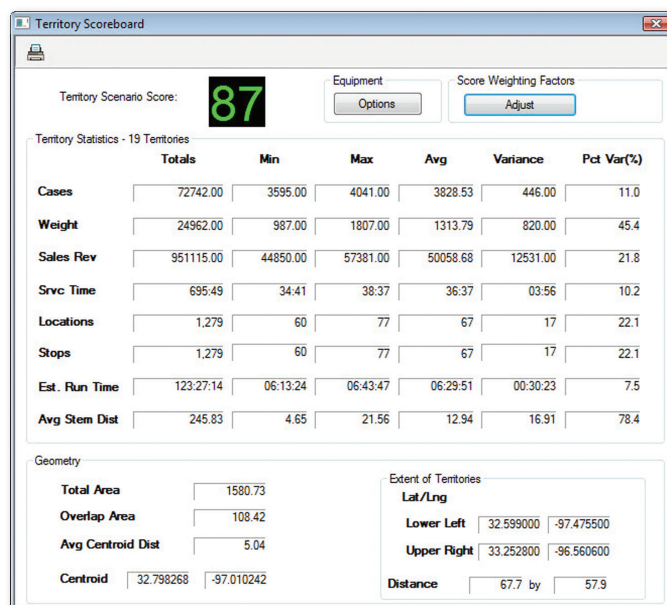 Territory Scoreboard
Territory Scenario Score: 87
Equipment
Options
Score Weighting Factors
Adjust
Territory Statistics - 19 Territories
Totals Min Max Avg Variance Pct Var(%)
Cases 72742.00 3595.00 4041.00 3828.53 446.00 11.0
Weight 24962.00 987.00 1807.00 1313.79 820.00 45.4
Sales Rev 951115.00 44850.00 57381.00 50058.68 12531.00 21.8
Srvc Time 695:49 34:41 38:37 36:37 03:56 10.2
Locations 1,279 60 77 67 17 22.1
Stops 1,279 60 77 67 17 22.1
Est. Run Time 123:27:14 06:13:24 06:43:47 06:29:51 00:30:23 7.5
Avg Stem Dist 245.83 4.65 21.56 12.94 16.91 78.4
Geometry
Total Area 1580.73
Overlap Area 108.42
Avg Centroid Dist 5.04
Centroid 32.798268 -97.010242
Extent of Territories
Lat/Lng
Lower Left 32.599000 -97.475500
Upper Right 33.252800 -96.560600
Distance 67.7 by 57.9